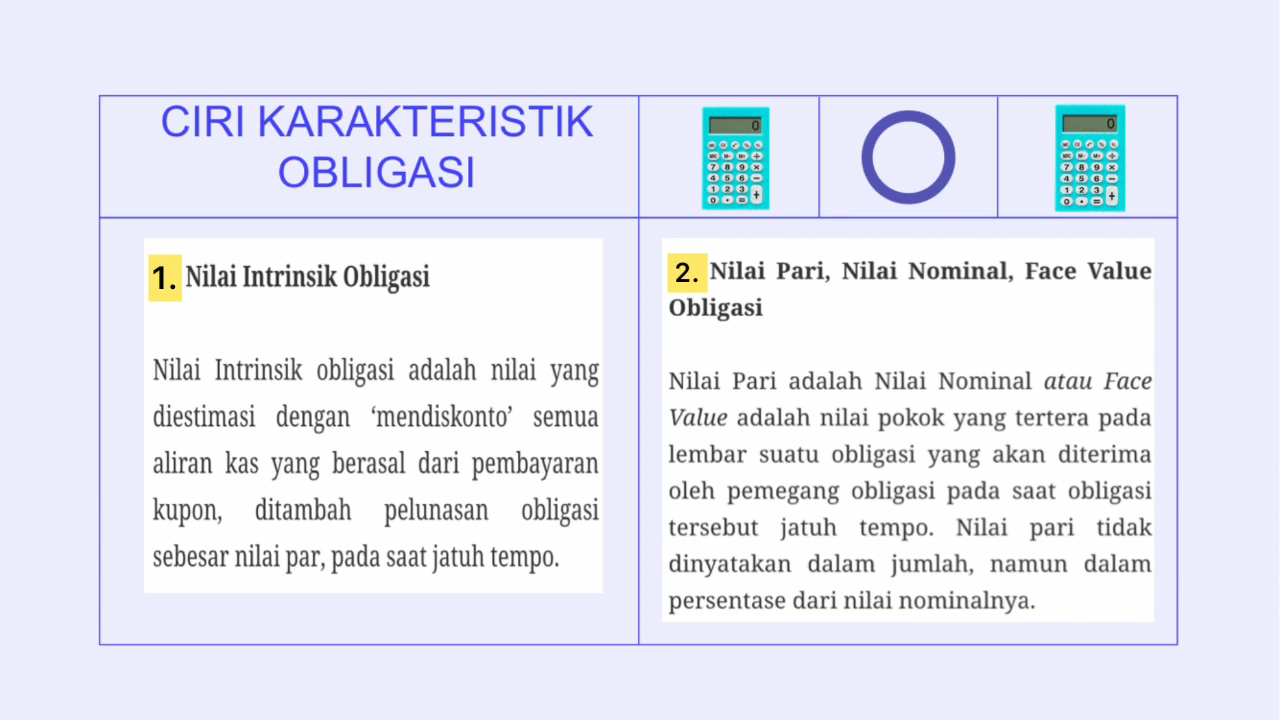 CIRI KARAKTERISTIK
OBLIGASI
0
0
1. Nilai Intrinsik Obligasi
Nilai Intrinsik obligasi adalah nilai yang
diestimasi dengan ‘mendiskonto’ semua
aliran kas yang berasal dari pembayaran
kupon, ditambah pelunasan obligasi
sebesar nilai par, pada saat jatuh tempo.
2. Nilai Pari, Nilai Nominal, Face Value
Obligasi
Nilai Pari adalah Nilai Nominal atau Face
Value adalah nilai pokok yang tertera pada
lembar suatu obligasi yang akan diterima
oleh pemegang obligasi pada saat obligasi
tersebut jatuh tempo. Nilai pari tidak
dinyatakan dalam jumlah, namun dalam
persentase dari nilai nominalnya.